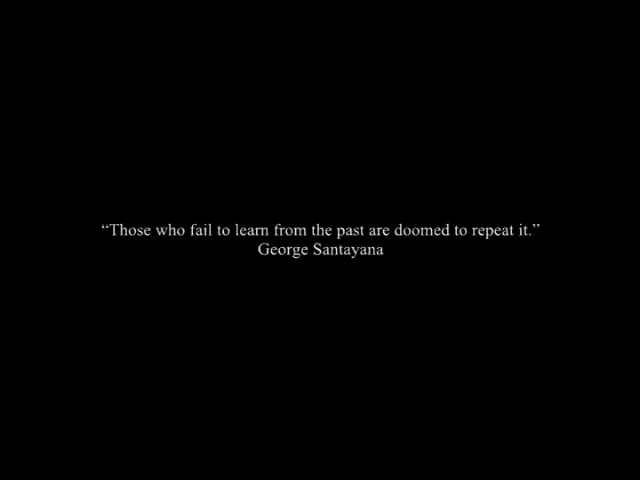 “Those who fail to learn from the past are doomed to repeat it.”
George Santayana